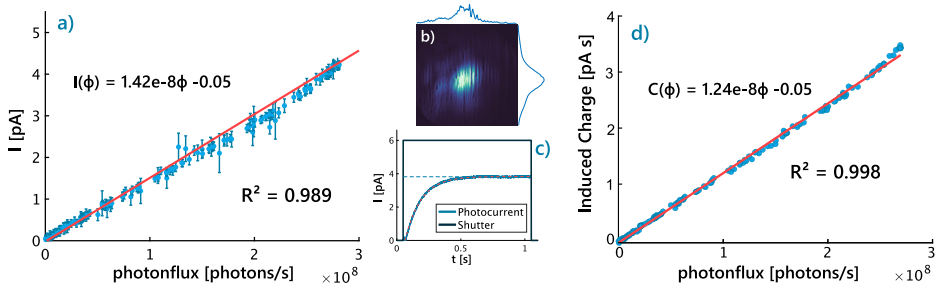 a)
I [pA]
5
4
3
2
1
0
I(ϕ) = 1.42e-8ϕ -0.05
R² = 0.989
0
1
2
3
photonflux [photons/s]
×10⁸
b)
c)
I [pA]
6
4
2
0
Photocurrent
Shutter
0
0.5
1
t [s]
d)
Induced Charge [pA s]
4
3
2
1
0
C(ϕ) = 1.24e-8ϕ -0.05
R² = 0.998
0
1
2
3
photonflux [photons/s]
×10⁸